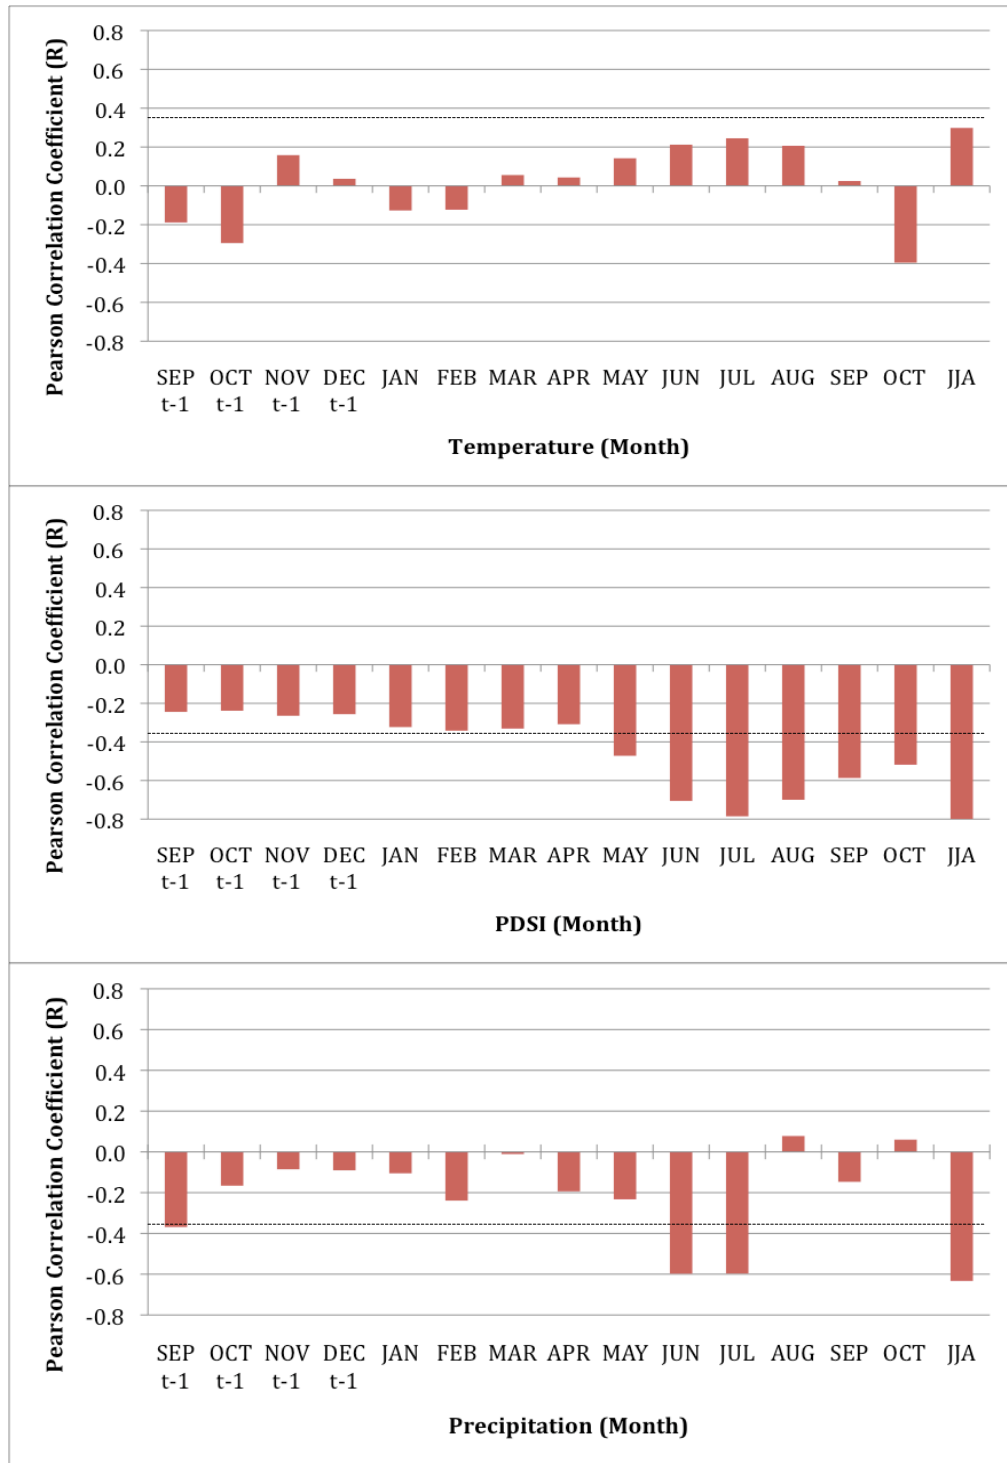 Pearson Correlation Coefficient (R)
0.8
0.6
0.4
0.2
0.0
-0.2
-0.4
-0.6
-0.8
SEP OCT NOV DEC JAN FEB MAR APR MAY JUN JUL AUG SEP OCT JJA
t-1 t-1 t-1 t-1
Temperature (Month)
Pearson Correlation Coefficient (R)
0.8
0.6
0.4
0.2
0.0
-0.2
-0.4
-0.6
-0.8
SEP OCT NOV DEC JAN FEB MAR APR MAY JUN JUL AUG SEP OCT JJA
t-1 t-1 t-1 t-1
PDSI (Month)
Pearson Correlation Coefficient (R)
0.8
0.6
0.4
0.2
0.0
-0.2
-0.4
-0.6
-0.8
SEP OCT NOV DEC JAN FEB MAR APR MAY JUN JUL AUG SEP OCT JJA
t-1 t-1 t-1 t-1
Precipitation (Month)